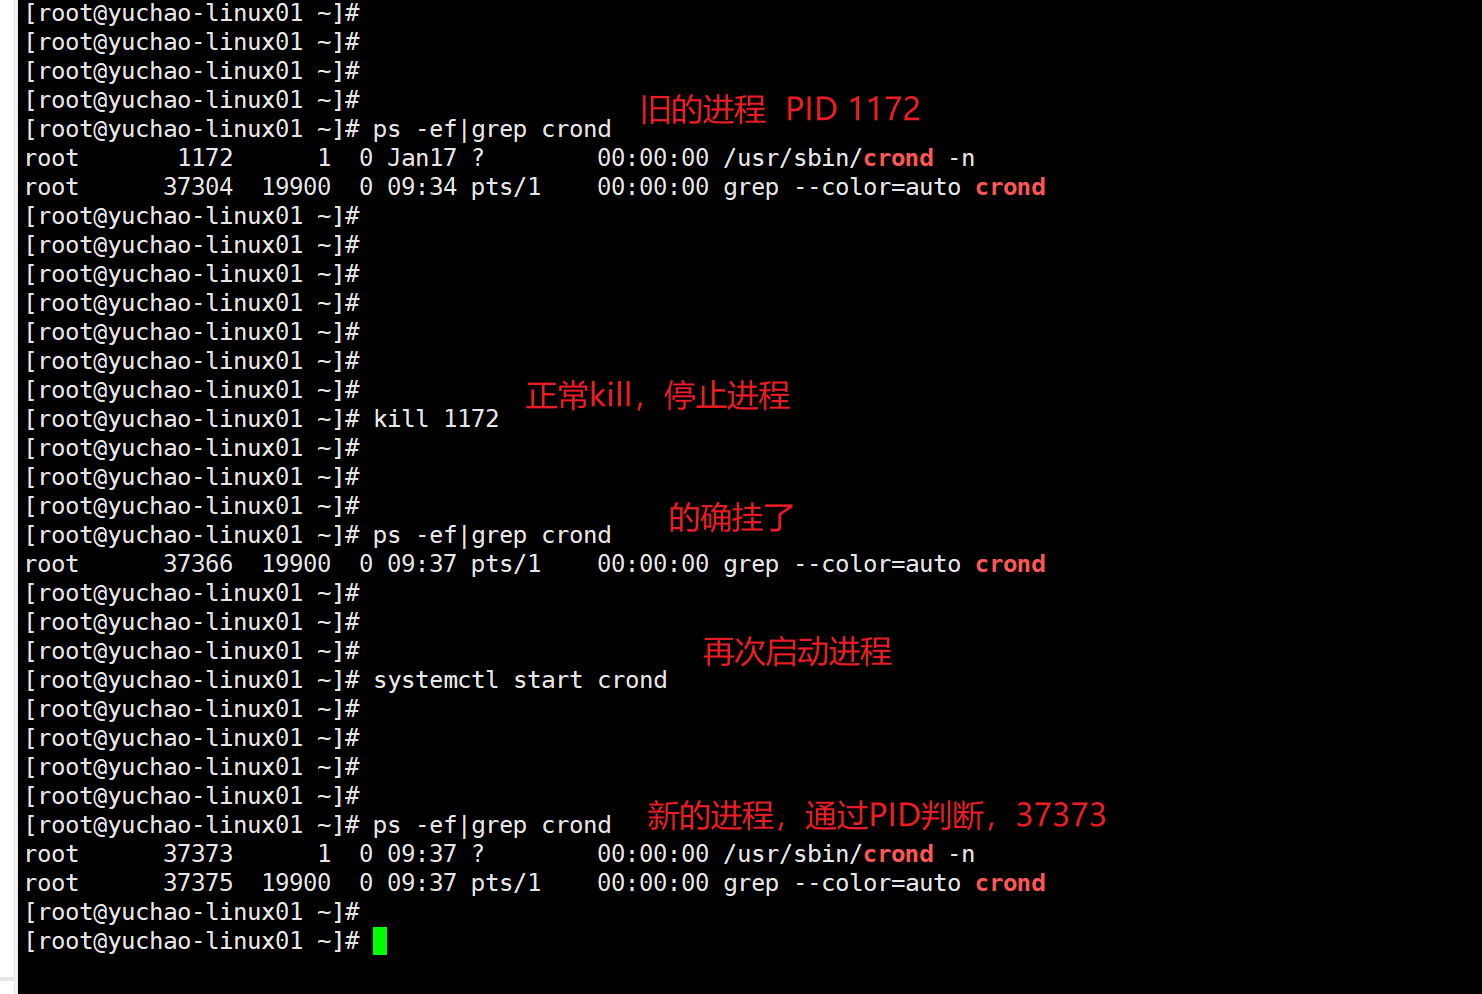 [root@yuchao-linux01 ~]#
[root@yuchao-linux01 ~]#
[root@yuchao-linux01 ~]#
[root@yuchao-linux01 ~]#
旧的进程 PID 1172
[root@yuchao-linux01 ~]# ps -ef|grep crond
root       1172      1  0 Jan17 ?        00:00:00 /usr/sbin/crond -n
root      37304  19900  0 09:34 pts/1    00:00:00 grep --color=auto crond
[root@yuchao-linux01 ~]#
[root@yuchao-linux01 ~]#
[root@yuchao-linux01 ~]#
[root@yuchao-linux01 ~]#
[root@yuchao-linux01 ~]#
[root@yuchao-linux01 ~]#
[root@yuchao-linux01 ~]#
正常kill，停止进程
[root@yuchao-linux01 ~]# kill 1172
[root@yuchao-linux01 ~]#
[root@yuchao-linux01 ~]#
[root@yuchao-linux01 ~]#
的确挂了
[root@yuchao-linux01 ~]# ps -ef|grep crond
root      37366  19900  0 09:37 pts/1    00:00:00 grep --color=auto crond
[root@yuchao-linux01 ~]#
[root@yuchao-linux01 ~]#
[root@yuchao-linux01 ~]#
再次启动进程
[root@yuchao-linux01 ~]# systemctl start crond
[root@yuchao-linux01 ~]#
[root@yuchao-linux01 ~]#
[root@yuchao-linux01 ~]#
[root@yuchao-linux01 ~]#
新的进程，通过PID判断，37373
[root@yuchao-linux01 ~]# ps -ef|grep crond
root      37373      1  0 09:37 ?        00:00:00 /usr/sbin/crond -n
root      37375  19900  0 09:37 pts/1    00:00:00 grep --color=auto crond
[root@yuchao-linux01 ~]#
[root@yuchao-linux01 ~]#